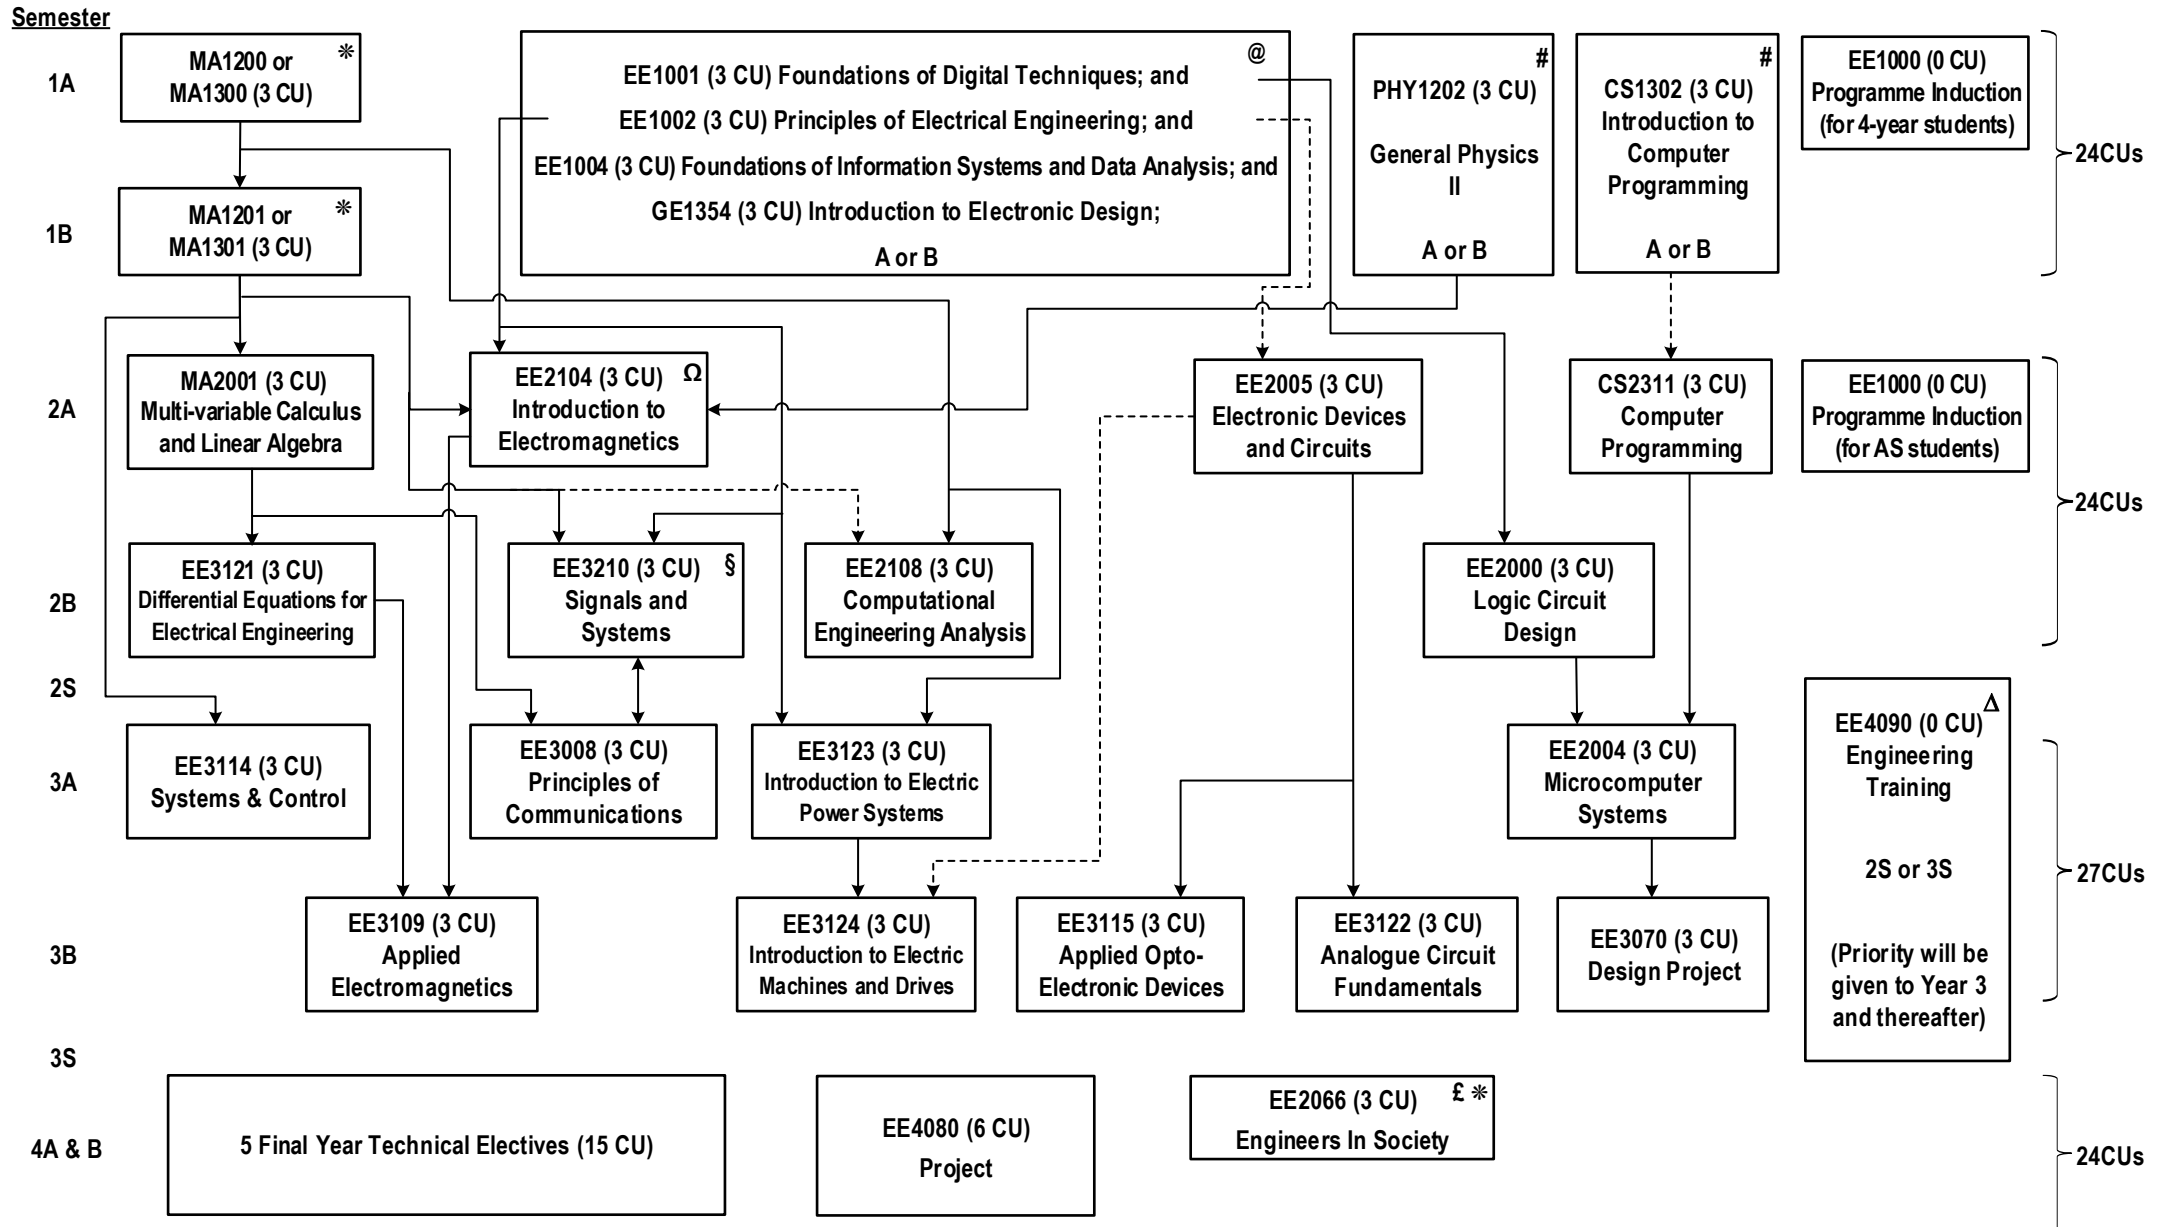 Semester
1A
MA1200 or
MA1300 (3 CU)
❊
@
EE1001 (3 CU) Foundations of Digital Techniques; and
EE1002 (3 CU) Principles of Electrical Engineering; and
EE1004 (3 CU) Foundations of Information Systems and Data Analysis; and
GE1354 (3 CU) Introduction to Electronic Design;
A or B
#
PHY1202 (3 CU)
General Physics
II
A or B
#
CS1302 (3 CU)
Introduction to
Computer
Programming
A or B
EE1000 (0 CU)
Programme Induction
(for 4-year students)
24CUs
1B
MA1201 or
MA1301 (3 CU)
❊
2A
MA2001 (3 CU)
Multi-variable Calculus
and Linear Algebra
EE2104 (3 CU) Ω
Introduction to
Electromagnetics
EE2005 (3 CU)
Electronic Devices
and Circuits
CS2311 (3 CU)
Computer
Programming
EE1000 (0 CU)
Programme Induction
(for AS students)
24CUs
2B
EE3121 (3 CU)
Differential Equations for
Electrical Engineering
EE3210 (3 CU) §
Signals and
Systems
EE2108 (3 CU)
Computational
Engineering Analysis
EE2000 (3 CU)
Logic Circuit
Design
2S
3A
EE3114 (3 CU)
Systems & Control
EE3008 (3 CU)
Principles of
Communications
EE3123 (3 CU)
Introduction to Electric
Power Systems
EE2004 (3 CU)
Microcomputer
Systems
Δ
EE4090 (0 CU)
Engineering
Training
2S or 3S
(Priority will be
given to Year 3
and thereafter)
27CUs
3B
EE3109 (3 CU)
Applied
Electromagnetics
EE3124 (3 CU)
Introduction to Electric
Machines and Drives
EE3115 (3 CU)
Applied Opto-
Electronic Devices
EE3122 (3 CU)
Analogue Circuit
Fundamentals
EE3070 (3 CU)
Design Project
3S
4A & B
5 Final Year Technical Electives (15 CU)
EE4080 (6 CU)
Project
EE2066 (3 CU) £ ❊
Engineers In Society
24CUs